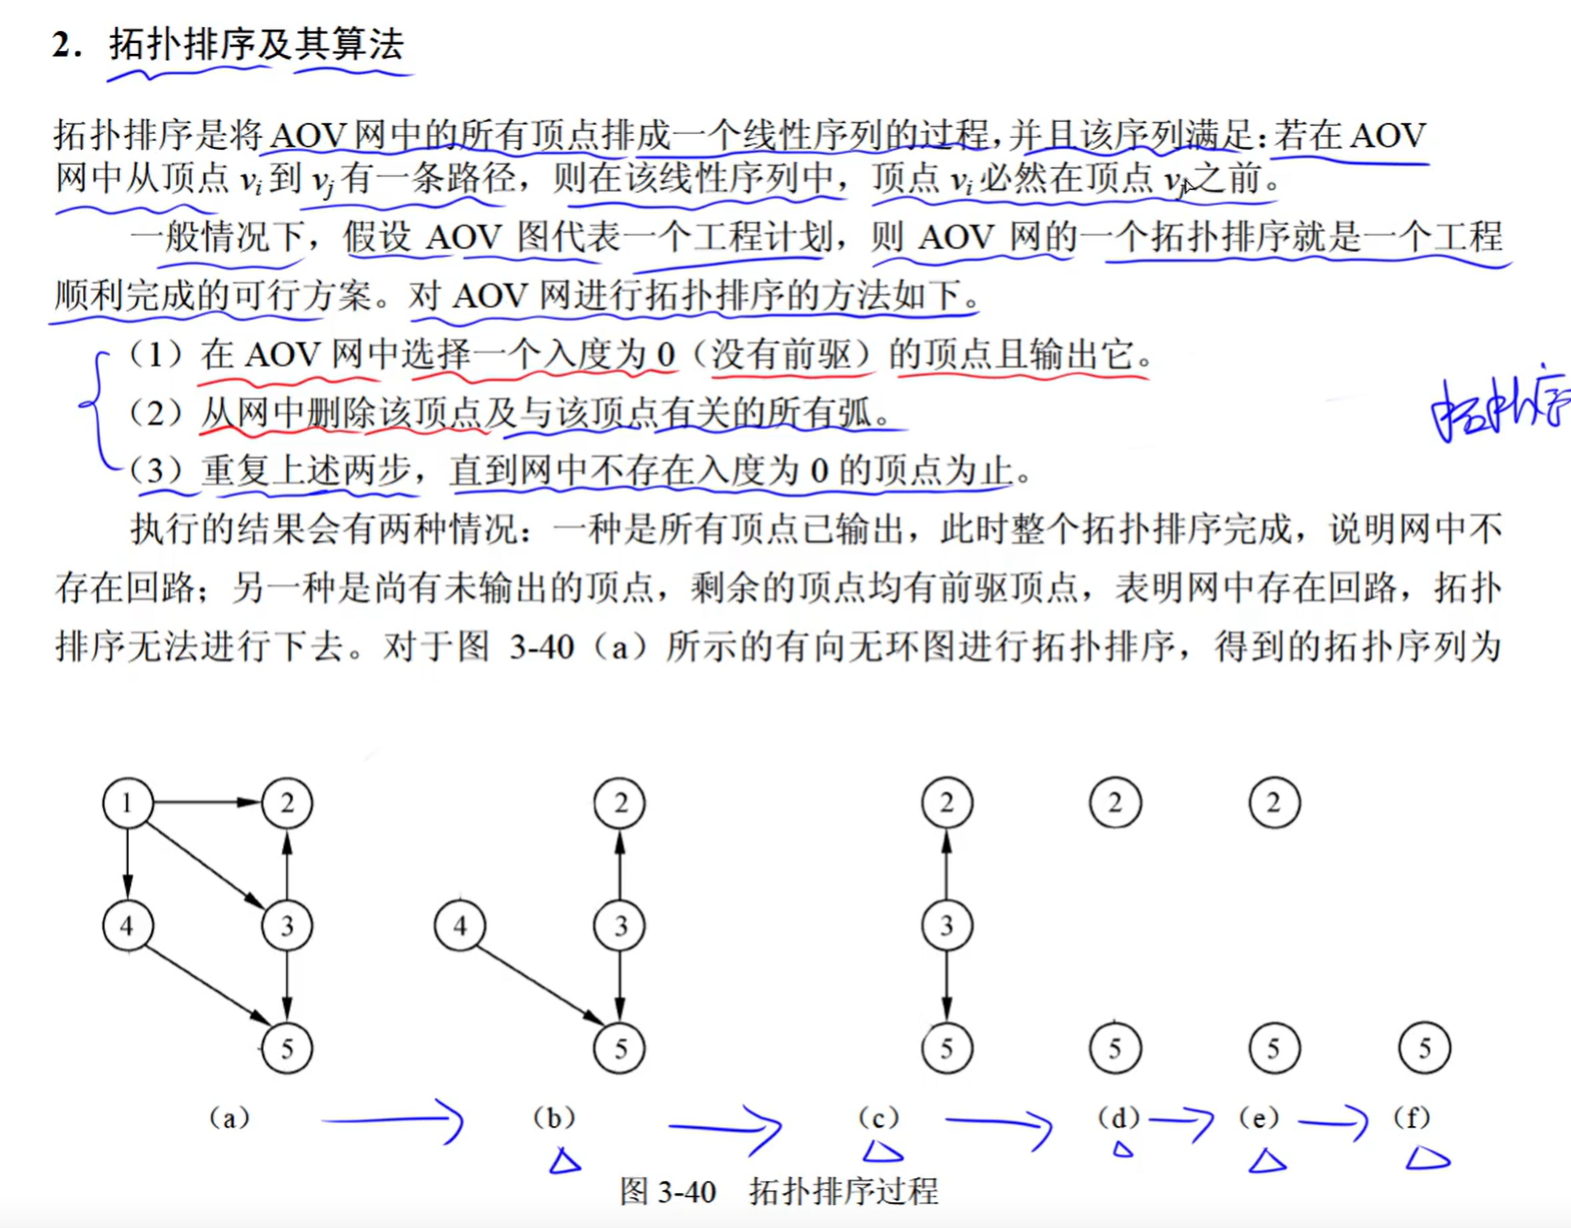 2. 拓扑排序及其算法
拓扑排序是将 AOV 网中的所有顶点排成一个线性序列的过程,并且该序列满足:若在 AOV
网中从顶点 vi 到 vj 有一条路径，则在该线性序列中，顶点 vi 必然在顶点 vj 之前。
一般情况下，假设 AOV 图代表一个工程计划，则 AOV 网的一个拓扑排序就是一个工程
顺利完成的可行方案。对 AOV 网进行拓扑排序的方法如下。
（1）在 AOV 网中选择一个入度为 0（没有前驱）的顶点且输出它。
（2）从网中删除该顶点及与该顶点有关的所有弧。
拓扑序
（3）重复上述两步，直到网中不存在入度为 0 的顶点为止。
执行的结果会有两种情况：一种是所有顶点已输出，此时整个拓扑排序完成，说明网中不
存在回路；另一种是尚有未输出的顶点，剩余的顶点均有前驱顶点，表明网中存在回路，拓扑
排序无法进行下去。对于图 3-40（a）所示的有向无环图进行拓扑排序，得到的拓扑序列为
1 2 2 2 2 2
4 3 4 3 3
5 5 5 5 5 5
（a） （b） （c） （d） （e） （f）
图 3-40 拓扑排序过程